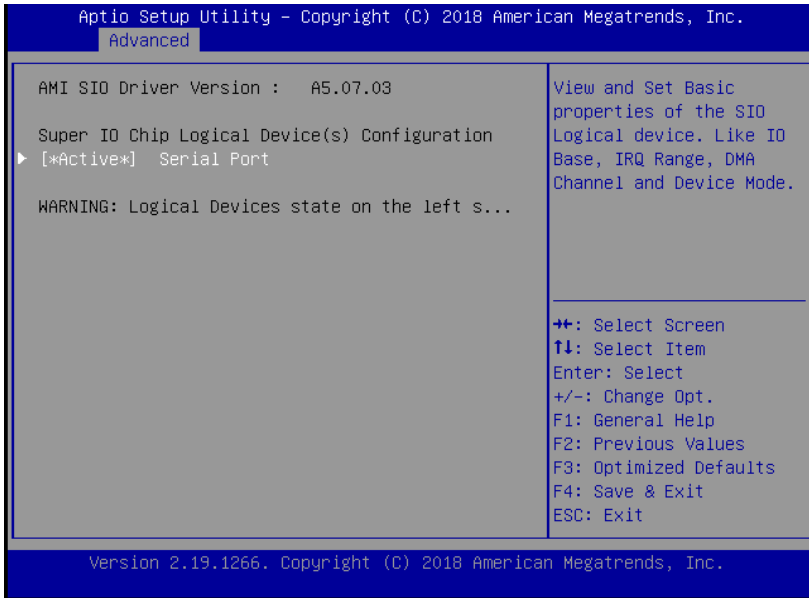 Aptio Setup Utility – Copyright (C) 2018 American Megatrends, Inc.
Advanced
AMI SIO Driver Version :   A5.07.03
Super IO Chip Logical Device(s) Configuration
[*Active*]  Serial Port
WARNING: Logical Devices state on the left s...
View and Set Basic
properties of the SIO
Logical device. Like IO
Base, IRQ Range, DMA
Channel and Device Mode.
→←: Select Screen
↑↓: Select Item
Enter: Select
+/-: Change Opt.
F1: General Help
F2: Previous Values
F3: Optimized Defaults
F4: Save & Exit
ESC: Exit
Version 2.19.1266. Copyright (C) 2018 American Megatrends, Inc.